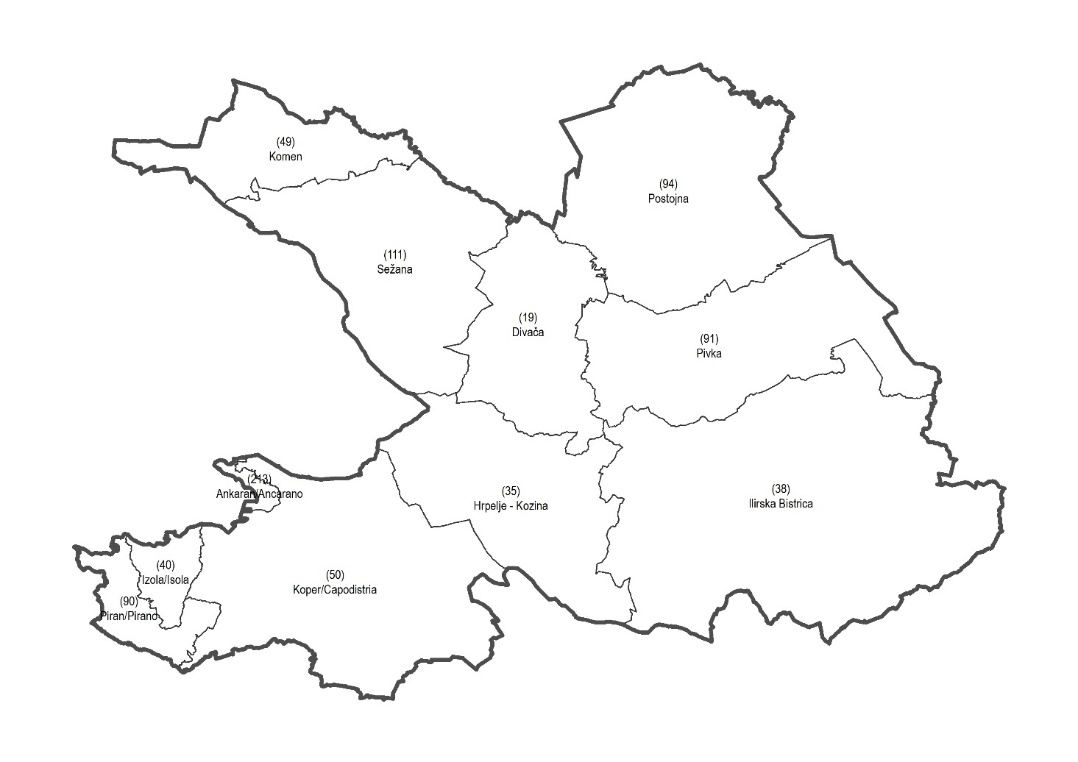 (49)
Komen
(94)
Postojna
(111)
Sežana
(19)
Divača
(91)
Pivka
(213)
Ankaran/Ancarano
(35)
Hrpelje - Kozina
(38)
Ilirska Bistrica
(40)
Izola/Isola
(50)
Koper/Capodistria
(90)
Piran/Pirano